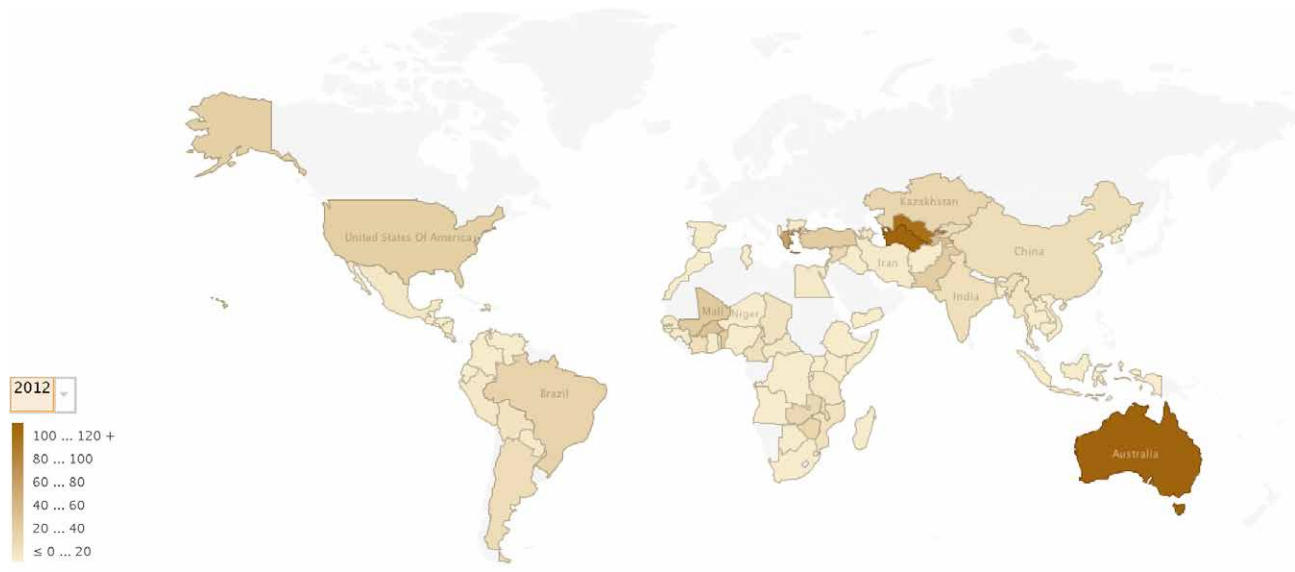 Kazakhstan
United States Of America
China
Iran
India
Mali
Niger
2012
Brazil
100 ... 120 +
80 ... 100
Australia
60 ... 80
40 ... 60
20 ... 40
≤ 0 ... 20